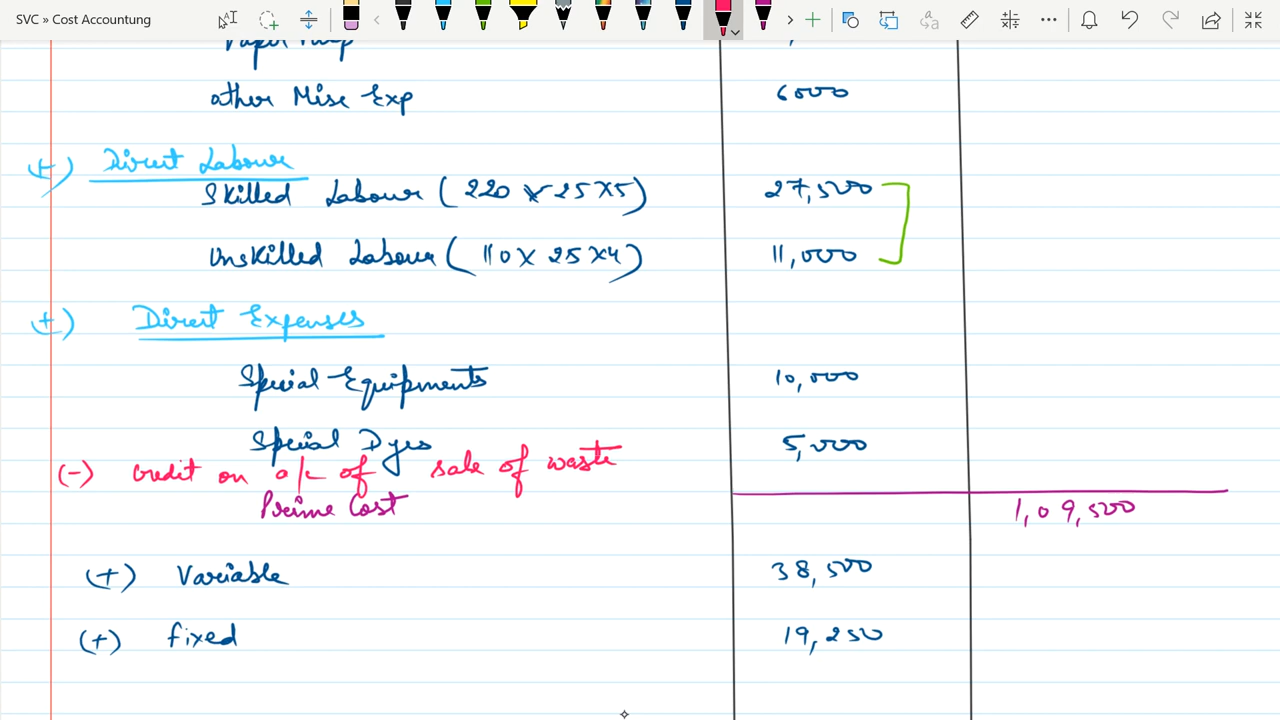 SVC » Cost Accountung
other Misc Exp 6000
(+) Direct Labour
Skilled Labour ( 220 x 25 x 5) 27,500
Unskilled Labour ( 110 x 25 x 4) 11,000
(+) Direct Expenses
Special Equipments 10,000
Special Dyes 5,000
(-) credit on a/c of sale of waste
Prime Cost 1,09,500
(+) Variable 38,500
(+) fixed 19,250